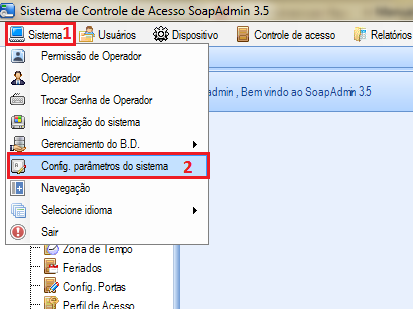 Sistema de Controle de Acesso SoapAdmin 3.5
Sistema 1 Usuários Dispositivo Controle de acesso Relatórios
Permissão de Operador
Operador
Trocar Senha de Operador
admin , Bem vindo ao SoapAdmin 3.5
Inicialização do sistema
Gerenciamento do B.D.
Config. parâmetros do sistema 2
Navegação
Selecione idioma
Sair
Zona de Tempo
Feriados
Config. Portas
Perfil de Acesso